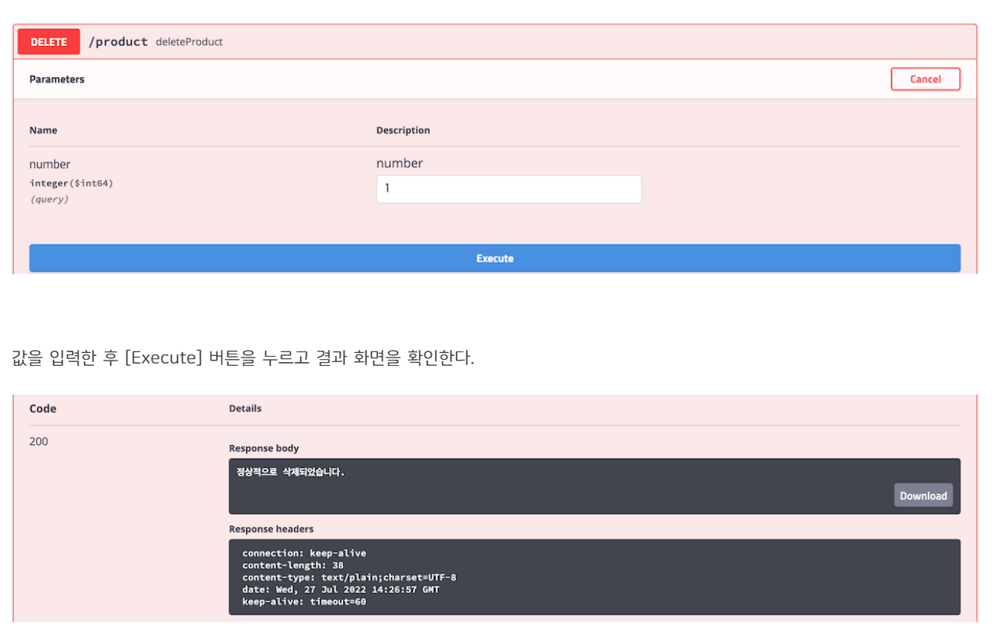 DELETE /product deleteProduct
Parameters Cancel
Name Description
number number
integer($int64) 1
(query)
Execute
값을 입력한 후 [Execute] 버튼을 누르고 결과 화면을 확인한다.
Code Details
200
Response body
정상적으로 삭제되었습니다.
Download
Response headers
connection: keep-alive
content-length: 38
content-type: text/plain;charset=UTF-8
date: Wed, 27 Jul 2022 14:26:57 GMT
keep-alive: timeout=60